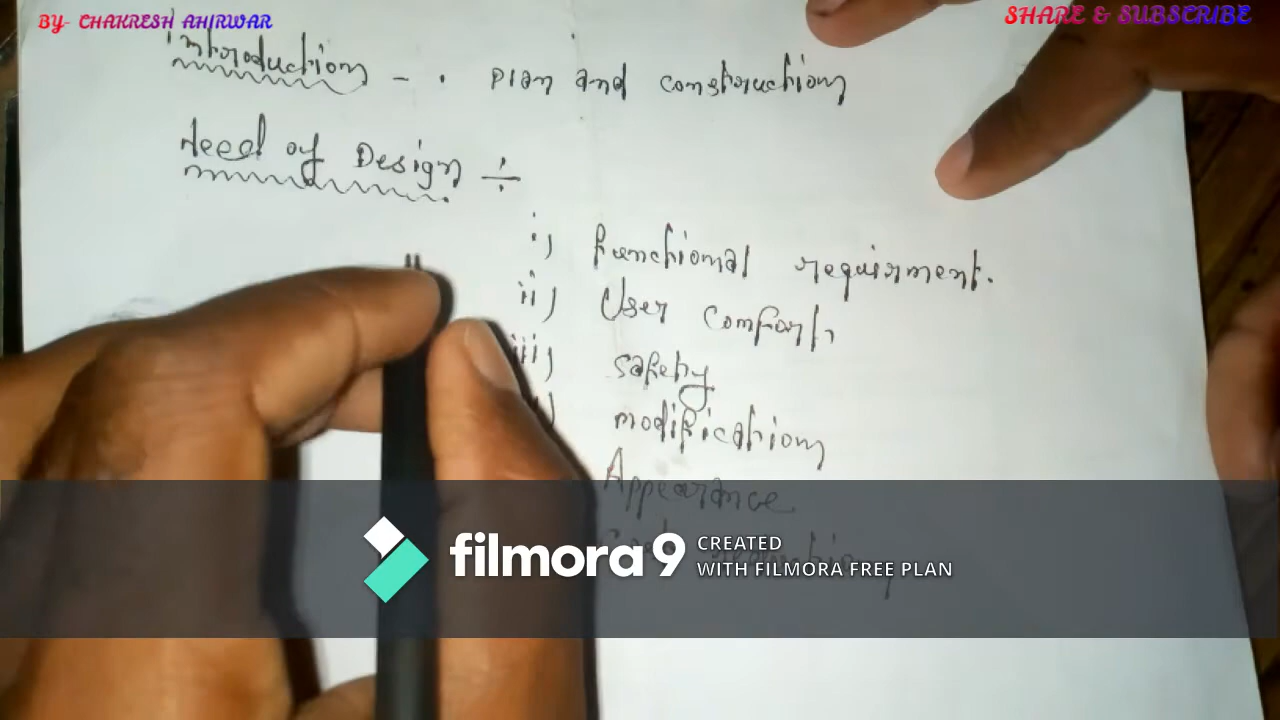 BY- CHAKRESH AHIRWAR
SHARE & SUBSCRIBE
introduction - . Plan and construction
Need of Design ÷
i) functional requirment.
ii) User Comfort,
iii) safety
modification
Appearance
filmora9 CREATED
WITH FILMORA FREE PLAN